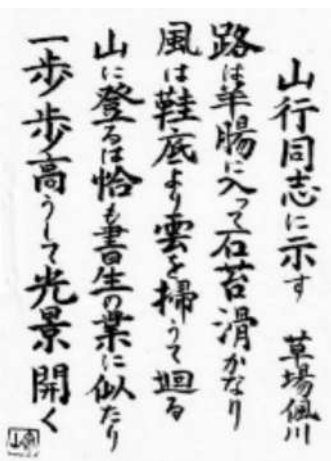 山行同志に示す 草場佩川
路は羊腸に入って石苔滑かなり
風は鞋底より雲を掃うて廻る
山に登るは恰も書生の業に似たり
一歩歩高うして光景開く